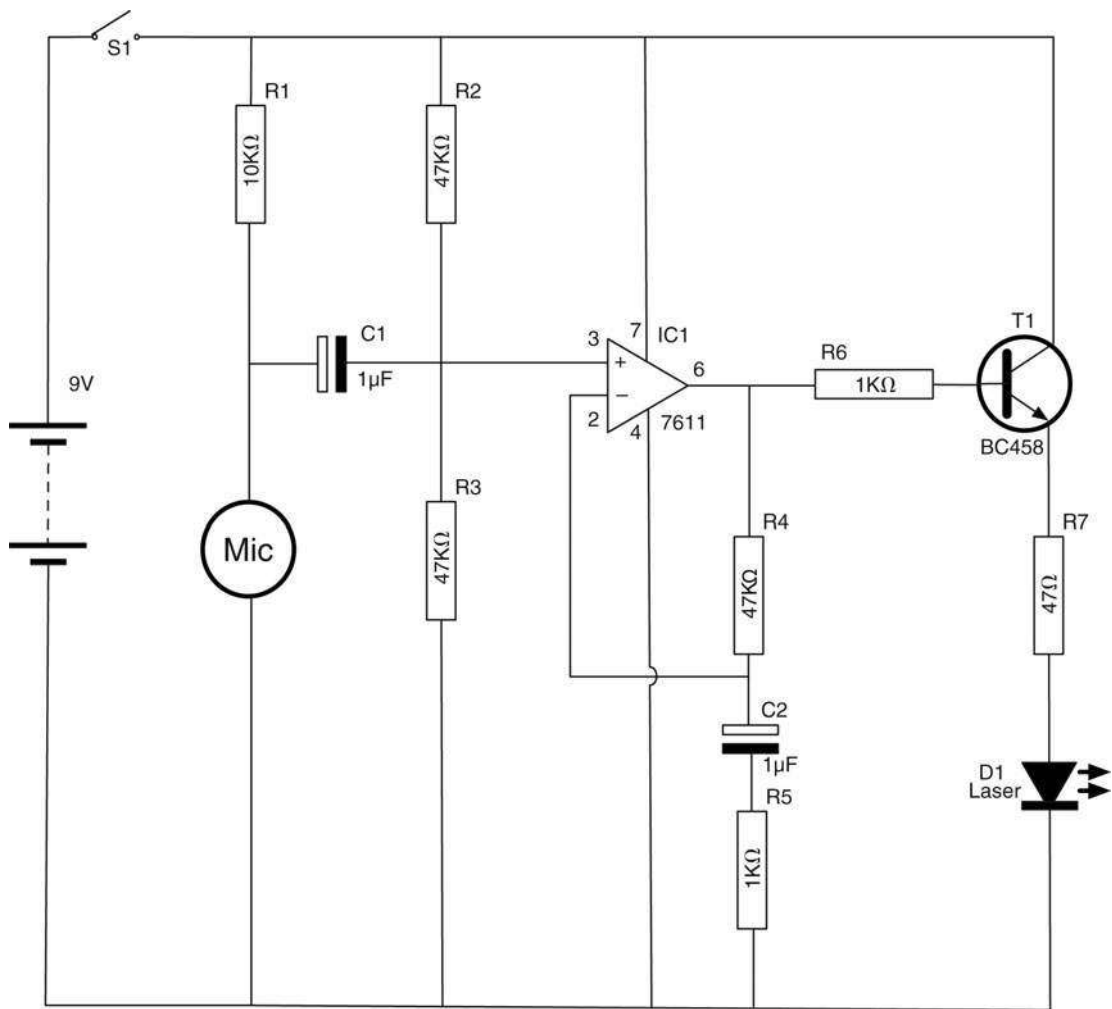 S1
R1
10KΩ
R2
47KΩ
9V
C1
1µF
Mic
R3
47KΩ
3
7
IC1
+
6
−
2
4
7611
R6
1KΩ
T1
BC458
R4
47KΩ
R7
47Ω
C2
1µF
R5
1KΩ
D1
Laser